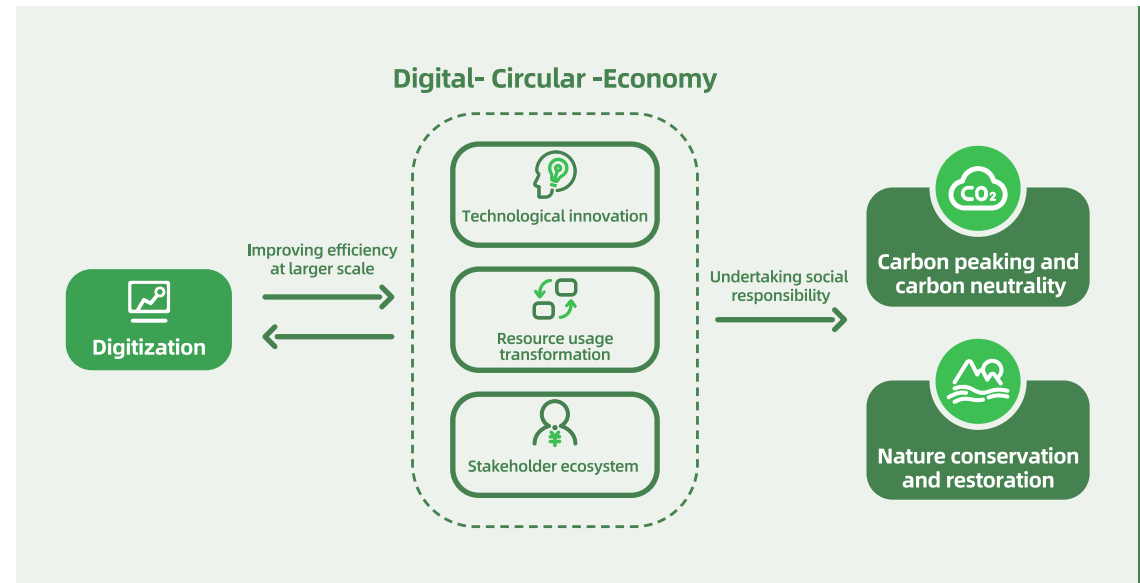 Digital- Circular -Economy
Technological innovation
Improving efficiency
at larger scale
Digitization
Resource usage
transformation
Stakeholder ecosystem
Undertaking social
responsibility
CO₂
Carbon peaking and
carbon neutrality
Nature conservation
and restoration